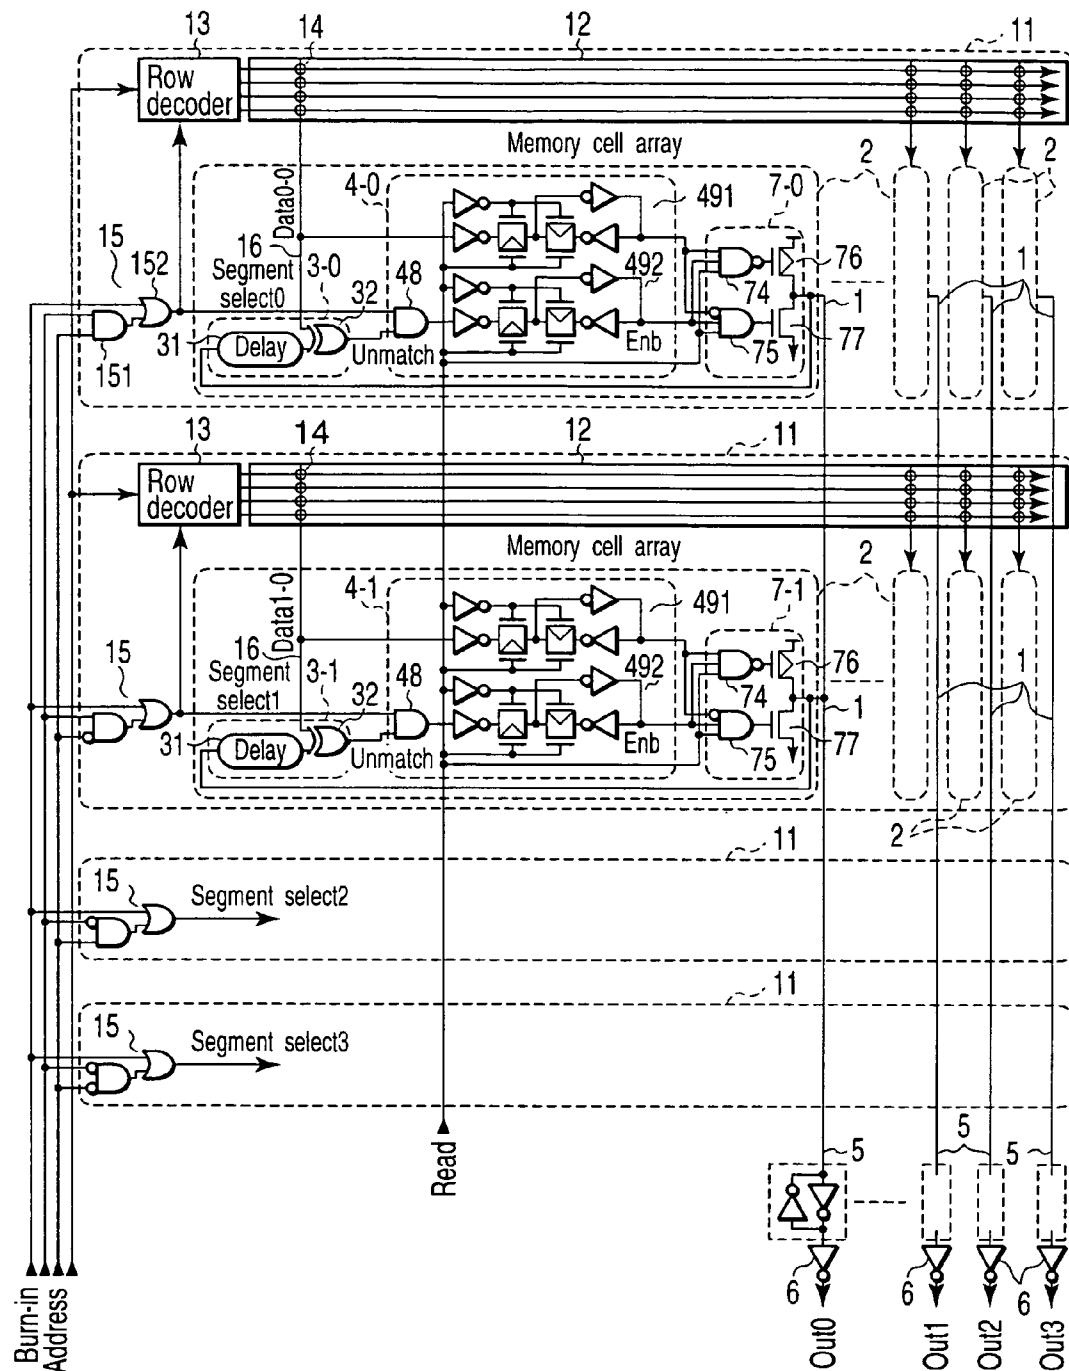 13 14 12 11
Row decoder
Memory cell array
2 2
Data0-0
4-0
491
7-0
15 152
16
Segment select0
3-0
32
48
492
76
1
1
74
31
Delay
Unmatch
Enb
75
77
151
13 14 12 11
Row decoder
Memory cell array
2
Data1-0
4-1
491
7-1
15
16
Segment select1
3-1
32
48
492
76
1
1
74
31
Delay
Unmatch
Enb
75
77
2
11
15
Segment select2
11
15
Segment select3
Read
5 5 5
6 6 6
Burn-in
Address
Out0
Out1
Out2
Out3